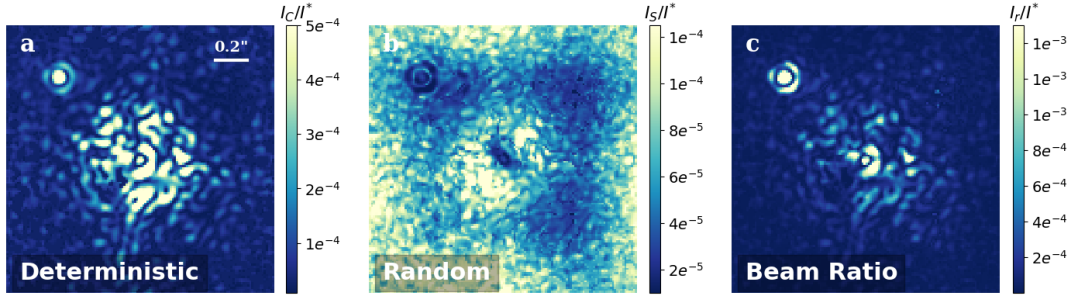 I_C/I^*
a
0.2"
5e^-4
4e^-4
3e^-4
2e^-4
1e^-4
Deterministic
I_S/I^*
b
1e^-4
1e^-4
8e^-5
6e^-5
4e^-5
2e^-5
Random
I_r/I^*
c
1e^-3
1e^-3
1e^-3
8e^-4
6e^-4
4e^-4
2e^-4
Beam Ratio